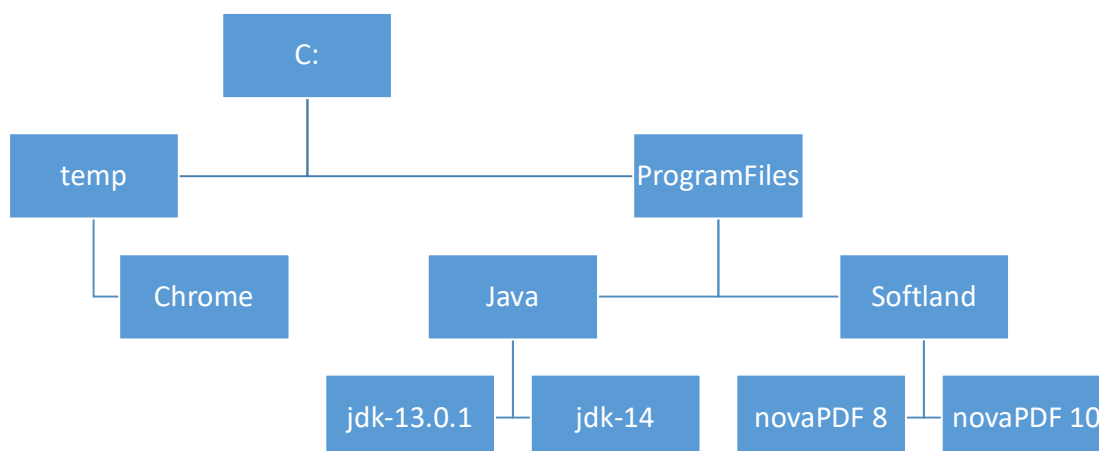 C:
temp
ProgramFiles
Chrome
Java
Softland
jdk-13.0.1
jdk-14
novaPDF 8
novaPDF 10